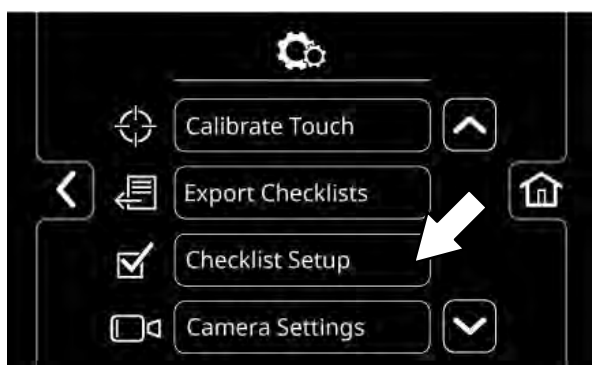 Calibrate Touch
Export Checklists
Checklist Setup
Camera Settings